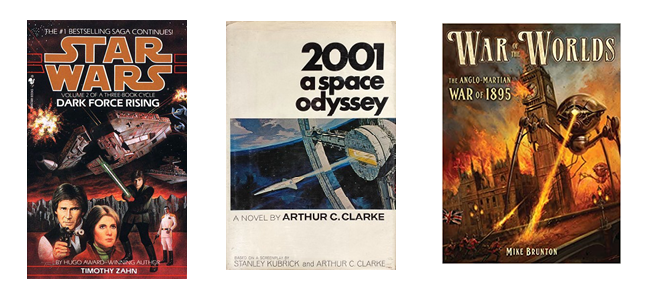 THE #1 BESTSELLING SAGA CONTINUES!
STAR
WARS
VOLUME 2 OF A THREE-BOOK CYCLE
DARK FORCE RISING
BY HUGO AWARD-WINNING AUTHOR
TIMOTHY ZAHN
2001
a space
odyssey
A NOVEL BY ARTHUR C. CLARKE
BASED ON A SCREENPLAY BY
STANLEY KUBRICK and ARTHUR C. CLARKE
WAR OF THE WORLDS
THE ANGLO-MARTIAN
WAR OF 1895
MIKE BRUNTON